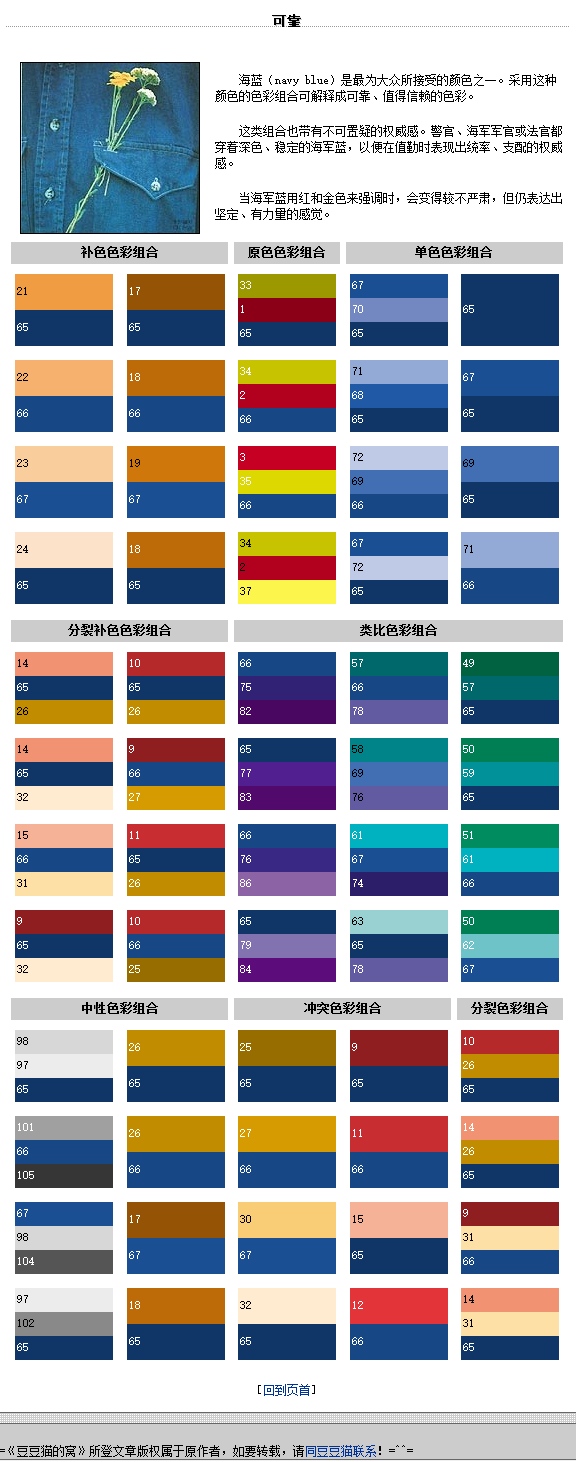 可靠
海蓝（navy blue）是最为大众所接受的颜色之一。采用这种
颜色的色彩组合可解释成可靠、值得信赖的色彩。
这类组合也带有不可置疑的权威感。警官、海军军官或法官都
穿着深色、稳定的海军蓝，以便在值勤时表现出统率、支配的权威
感。
当海军蓝用红和金色来强调时，会变得较不严肃，但仍表达出
坚定、有力量的感觉。
补色色彩组合 原色色彩组合 单色色彩组合
21 17 33 67 65
1 70
65 65 65 65
22 18 34 71 67
2 68
66 66 66 65 65
23 19 3 72 69
35 69
67 67 66 66 65
24 18 34 67 71
2 72
65 65 37 65 66
分裂补色色彩组合 类比色彩组合
14 10 66 57 49
65 65 75 66 57
26 26 82 78 65
14 9 65 58 50
65 66 77 69 59
32 27 83 76 65
15 11 66 61 51
66 65 76 67 61
31 26 86 74 66
9 10 65 63 50
65 66 79 65 62
32 25 84 78 67
中性色彩组合 冲突色彩组合 分裂色彩组合
98 26 25 9 10
97 26
65 65 65 65 65
101 26 27 11 14
66 26
105 66 66 66 65
67 17 30 15 9
98 31
104 67 67 65 66
97 18 32 12 14
102 31
65 65 65 66 65
[回到页首]
=《豆豆猫的窝》所登文章版权属于原作者，如要转载，请同豆豆猫联系！=^^=